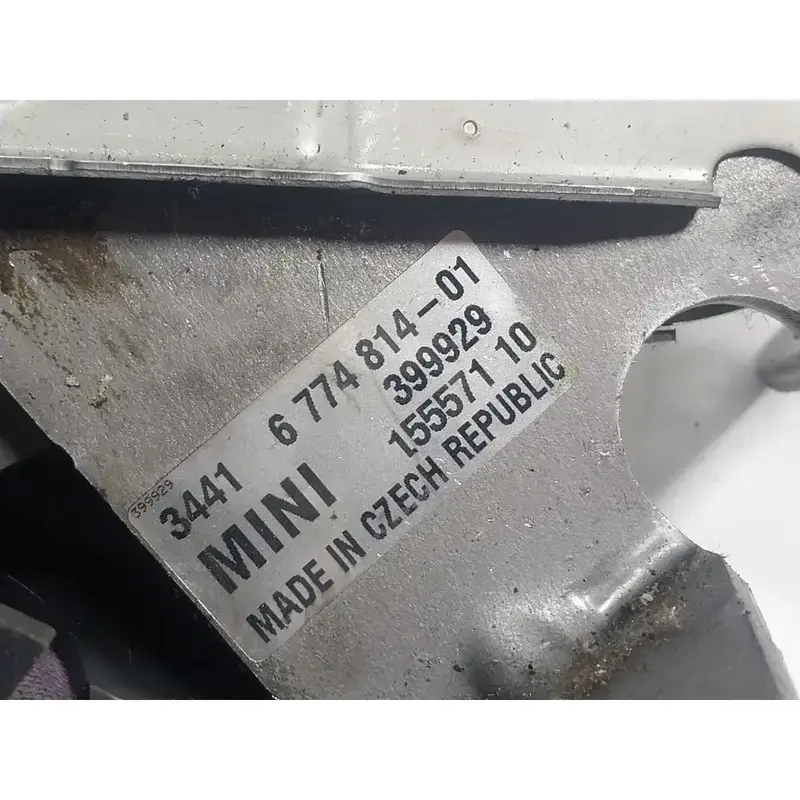 3441 6 774 814-01
399929
MINI 155571 10
MADE IN CZECH REPUBLIC
399929